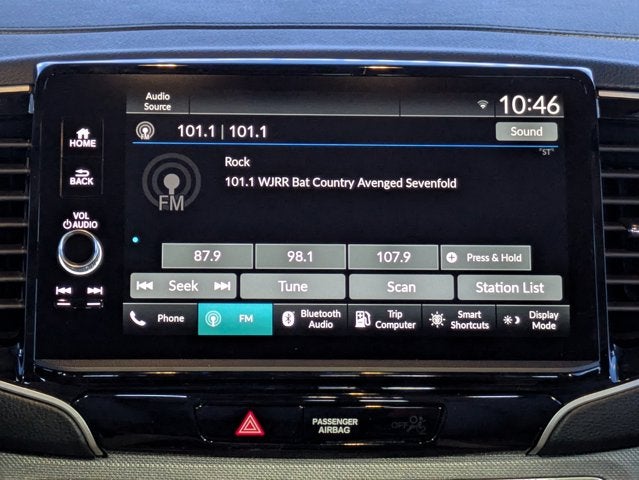 Audio
Source
10:46
101.1 | 101.1
Sound
"ST"
HOME
Rock
BACK
101.1 WJRR Bat Country Avenged Sevenfold
FM
VOL
AUDIO
87.9
98.1
107.9
Press & Hold
Seek
Tune
Scan
Station List
Phone
FM
Bluetooth
Audio
Trip
Computer
Smart
Shortcuts
Display
Mode
PASSENGER
AIRBAG
OFF